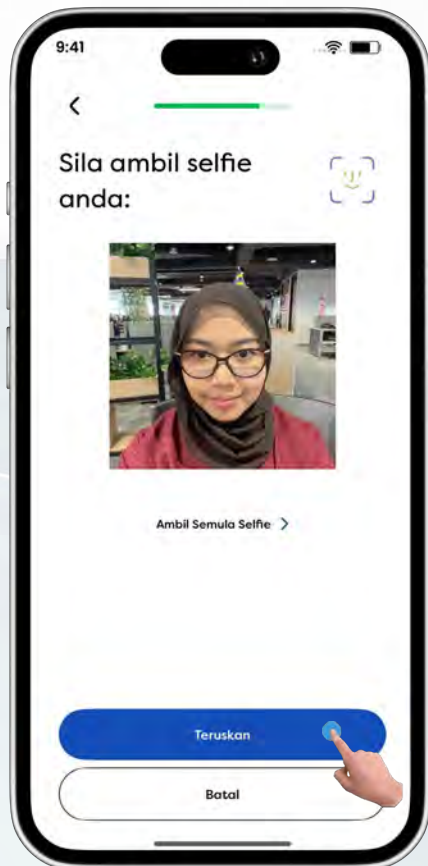 9:41
Sila ambil selfie
anda:
Ambil Semula Selfie
Teruskan
Batal